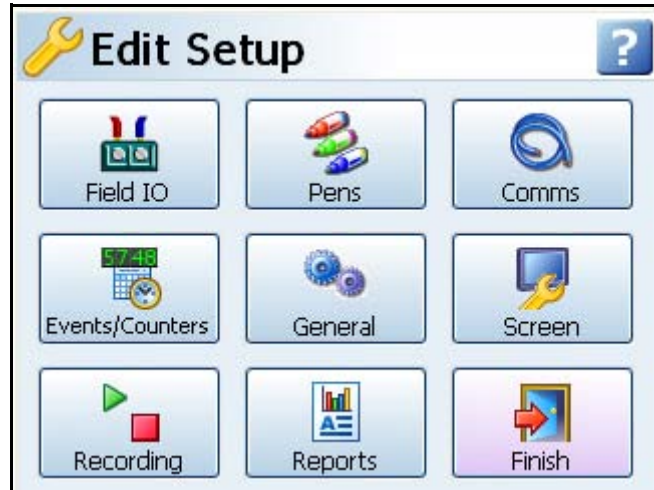 Edit Setup
?
Field IO
Pens
Comms
57:48
Events/Counters
General
Screen
Recording
Reports
Finish